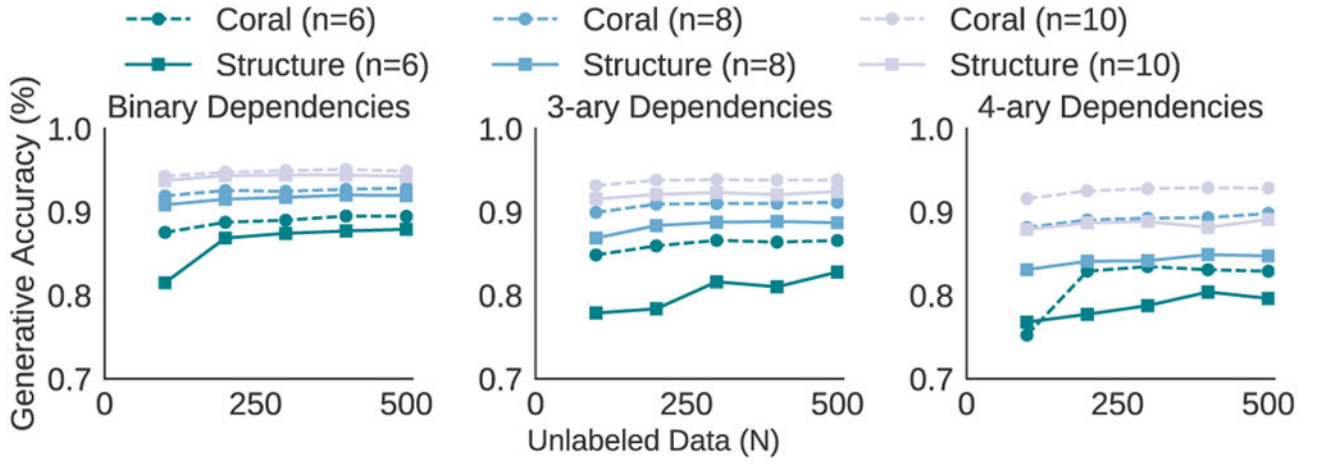 Coral (n=6) Coral (n=8) Coral (n=10)
Structure (n=6) Structure (n=8) Structure (n=10)
Generative Accuracy (%)
Binary Dependencies
1.0
0.9
0.8
0.7
0 250 500
3-ary Dependencies
1.0
0.9
0.8
0.7
0 250 500
4-ary Dependencies
1.0
0.9
0.8
0.7
0 250 500
Unlabeled Data (N)